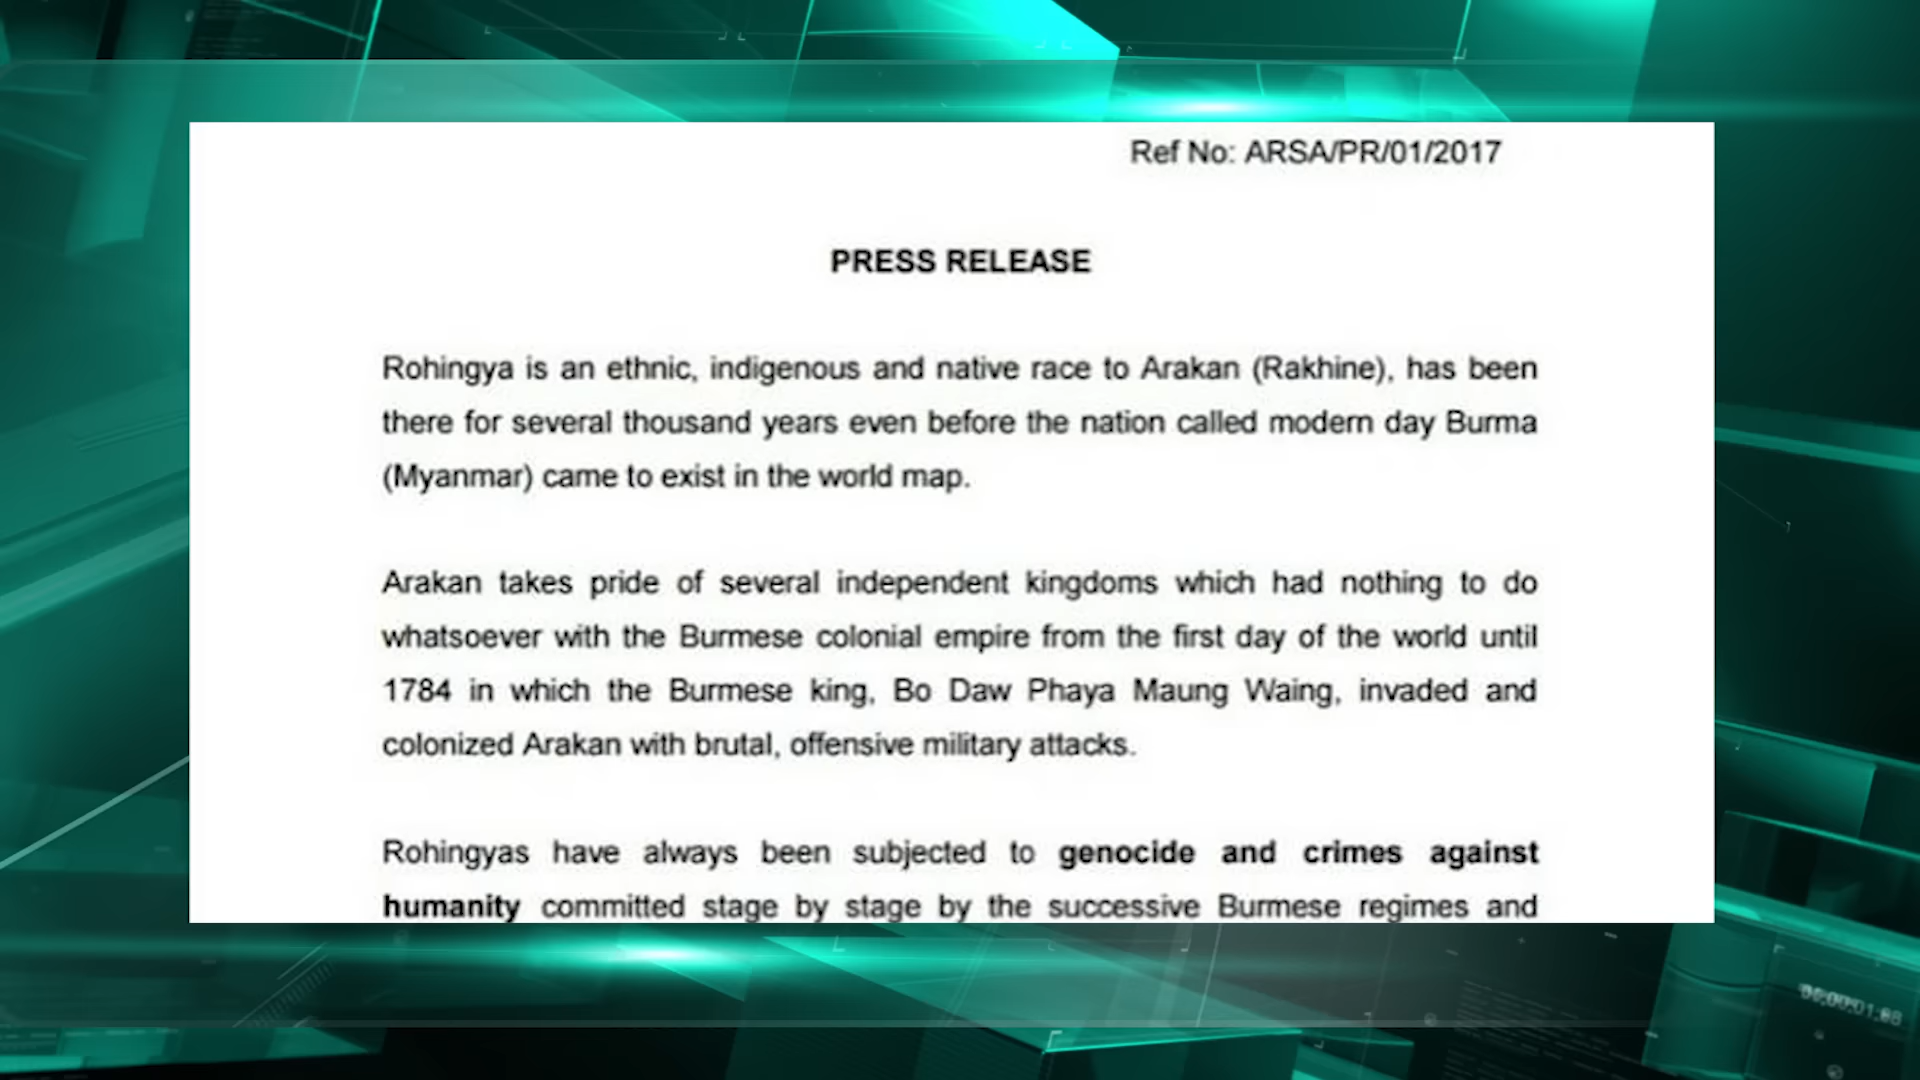 Ref No: ARSA/PR/01/2017
PRESS RELEASE
Rohingya is an ethnic, indigenous and native race to Arakan (Rakhine), has been
there for several thousand years even before the nation called modern day Burma
(Myanmar) came to exist in the world map.
Arakan takes pride of several independent kingdoms which had nothing to do
whatsoever with the Burmese colonial empire from the first day of the world until
1784 in which the Burmese king, Bo Daw Phaya Maung Waing, invaded and
colonized Arakan with brutal, offensive military attacks.
Rohingyas have always been subjected to genocide and crimes against
humanity committed stage by stage by the successive Burmese regimes and